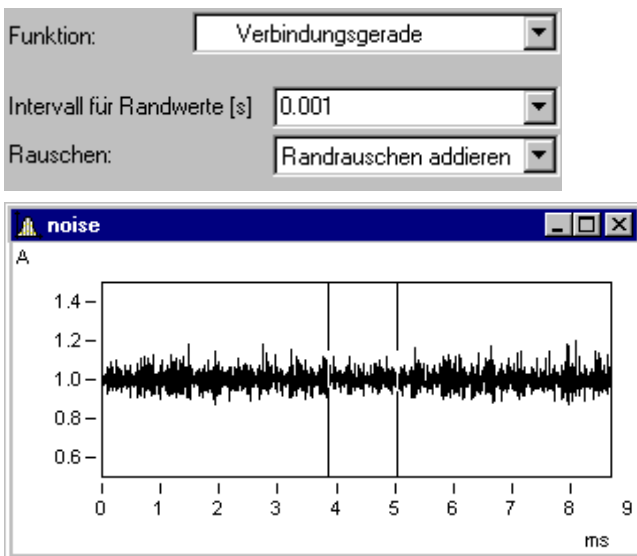 Funktion: Verbindungsgerade
Intervall für Randwerte [s] 0.001
Rauschen: Randrauschen addieren
noise
A
1.4
1.2
1.0
0.8
0.6
0 1 2 3 4 5 6 7 8 9
ms